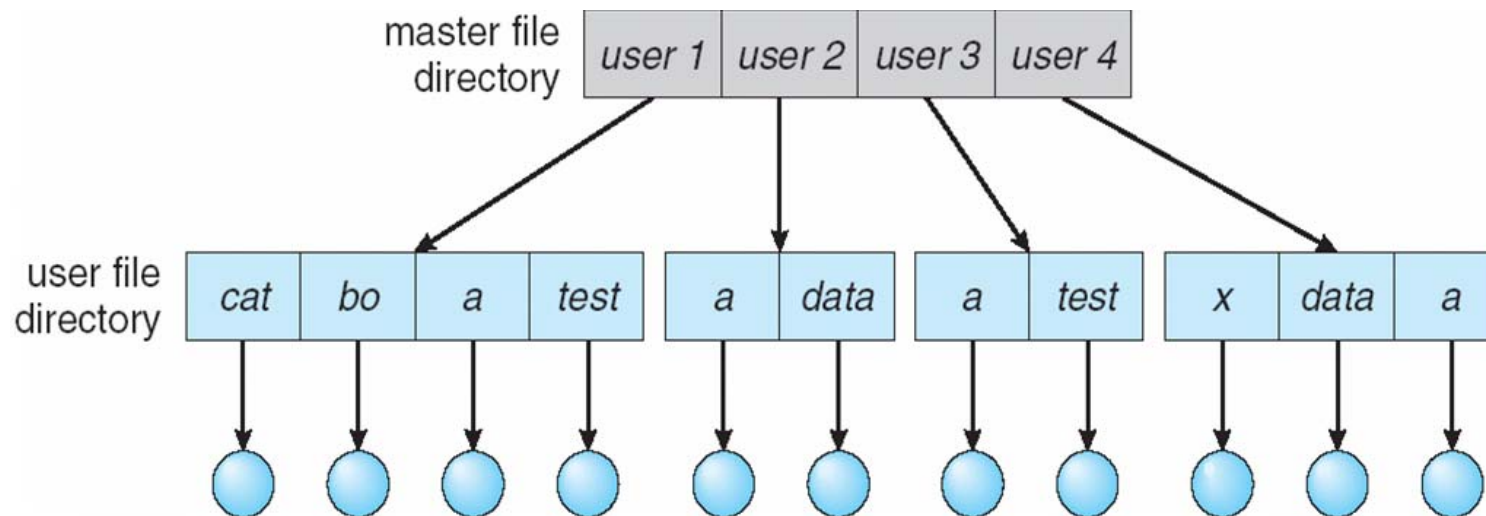 master file
directory
user 1 user 2 user 3 user 4
user file
directory
cat bo a test a data a test x data a